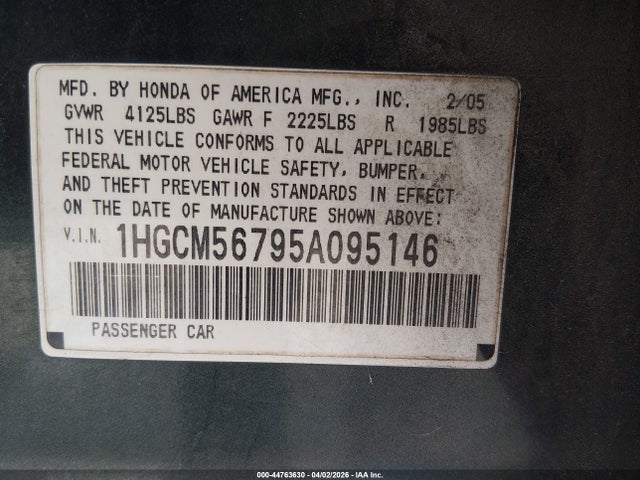 MFD. BY HONDA OF AMERICA MFG., INC. 2/05
GVWR 4125LBS GAWR F 2225LBS R 1985LBS
THIS VEHICLE CONFORMS TO ALL APPLICABLE
FEDERAL MOTOR VEHICLE SAFETY, BUMPER,
AND THEFT PREVENTION STANDARDS IN EFFECT
ON THE DATE OF MANUFACTURE SHOWN ABOVE:
V.I.N. 1HGCM56795A095146
PASSENGER CAR
000-44763630 | 04/02/2026 | IAA Inc.